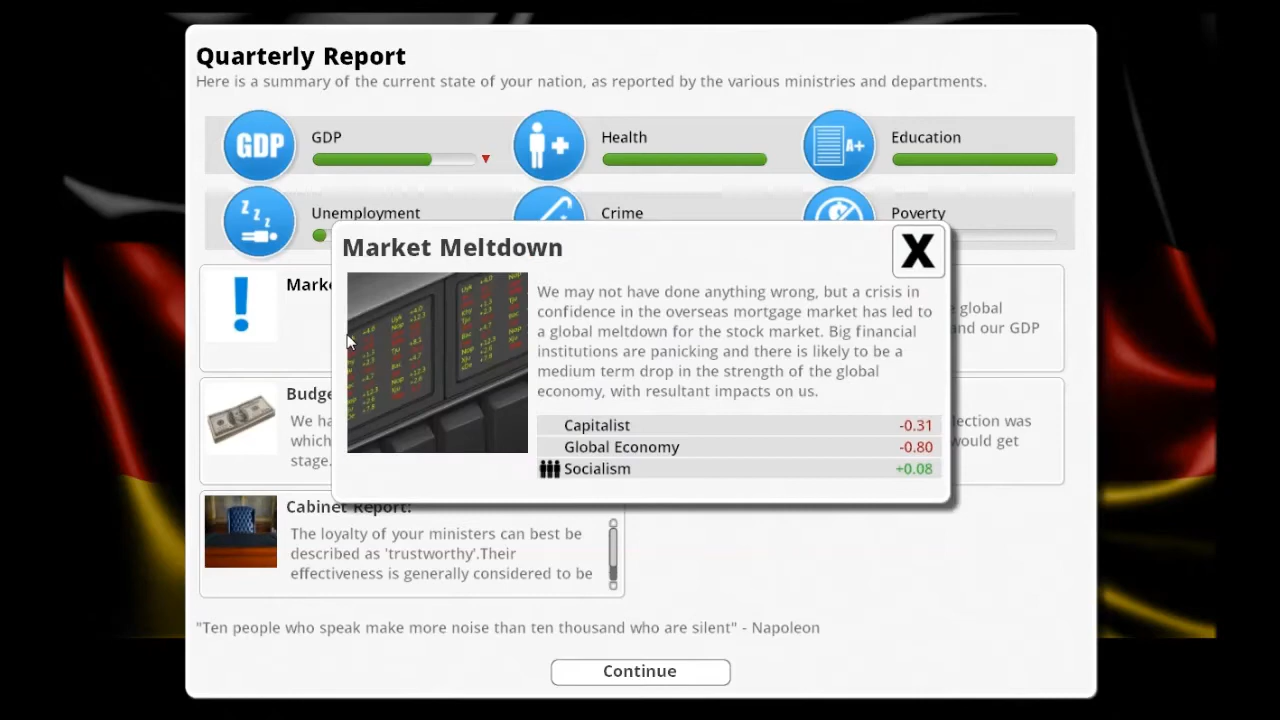 Quarterly Report
Here is a summary of the current state of your nation, as reported by the various ministries and departments.
GDP
GDP
Health
A+
Education
Z z z z
Unemployment
Crime
Poverty
Market Meltdown
X
We may not have done anything wrong, but a crisis in
confidence in the overseas mortgage market has led to
a global meltdown for the stock market. Big financial
institutions are panicking and there is likely to be a
medium term drop in the strength of the global
economy, with resultant impacts on us.
Capitalist -0.31
Global Economy -0.80
Socialism +0.08
global
and our GDP
Budge
We ha
which
stage.
lection was
would get
Cabinet Report:
The loyalty of your ministers can best be
described as 'trustworthy'.Their
effectiveness is generally considered to be
"Ten people who speak make more noise than ten thousand who are silent" - Napoleon
Continue